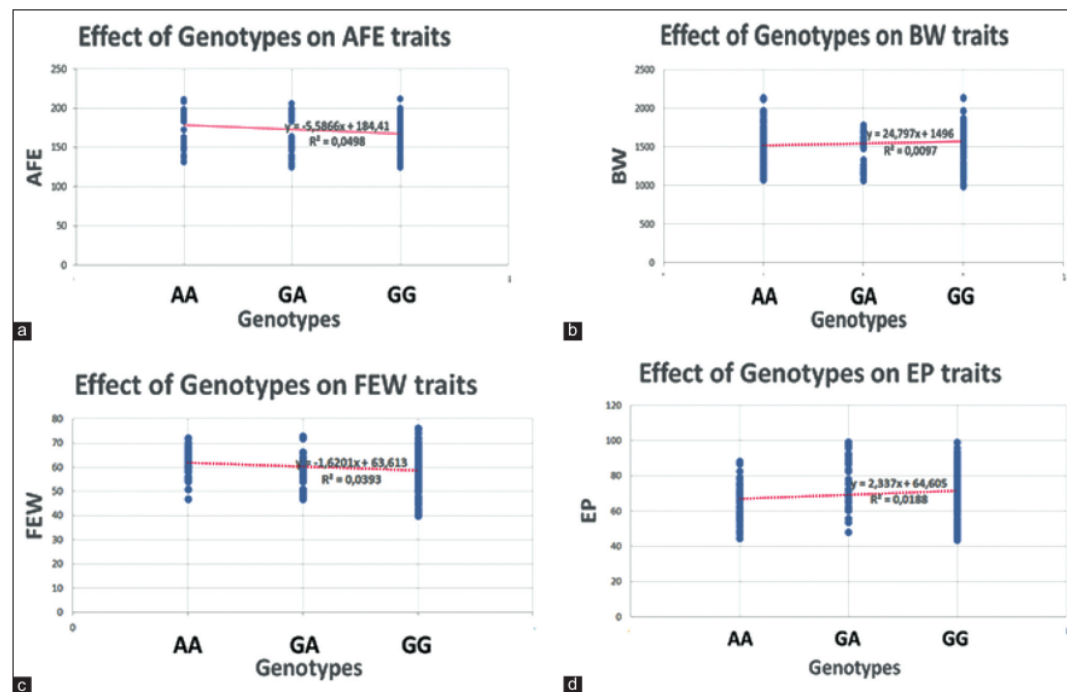 Effect of Genotypes on AFE traits
250
200
150
100
50
0
AFE
y = -5,5866x + 184,41
R² = 0,0498
AA GA GG
Genotypes
a
Effect of Genotypes on BW traits
2500
2000
1500
1000
500
0
BW
y = 24,797x + 1496
R² = 0,0097
AA GA GG
Genotypes
b
Effect of Genotypes on FEW traits
80
70
60
50
40
30
20
10
0
FEW
y = -1,6201x + 63,613
R² = 0,0393
0
AA GA GG
Genotypes
c
Effect of Genotypes on EP traits
120
100
80
60
40
20
0
EP
y = 2,337x + 64,605
R² = 0,0188
AA GA GG
Genotypes
d